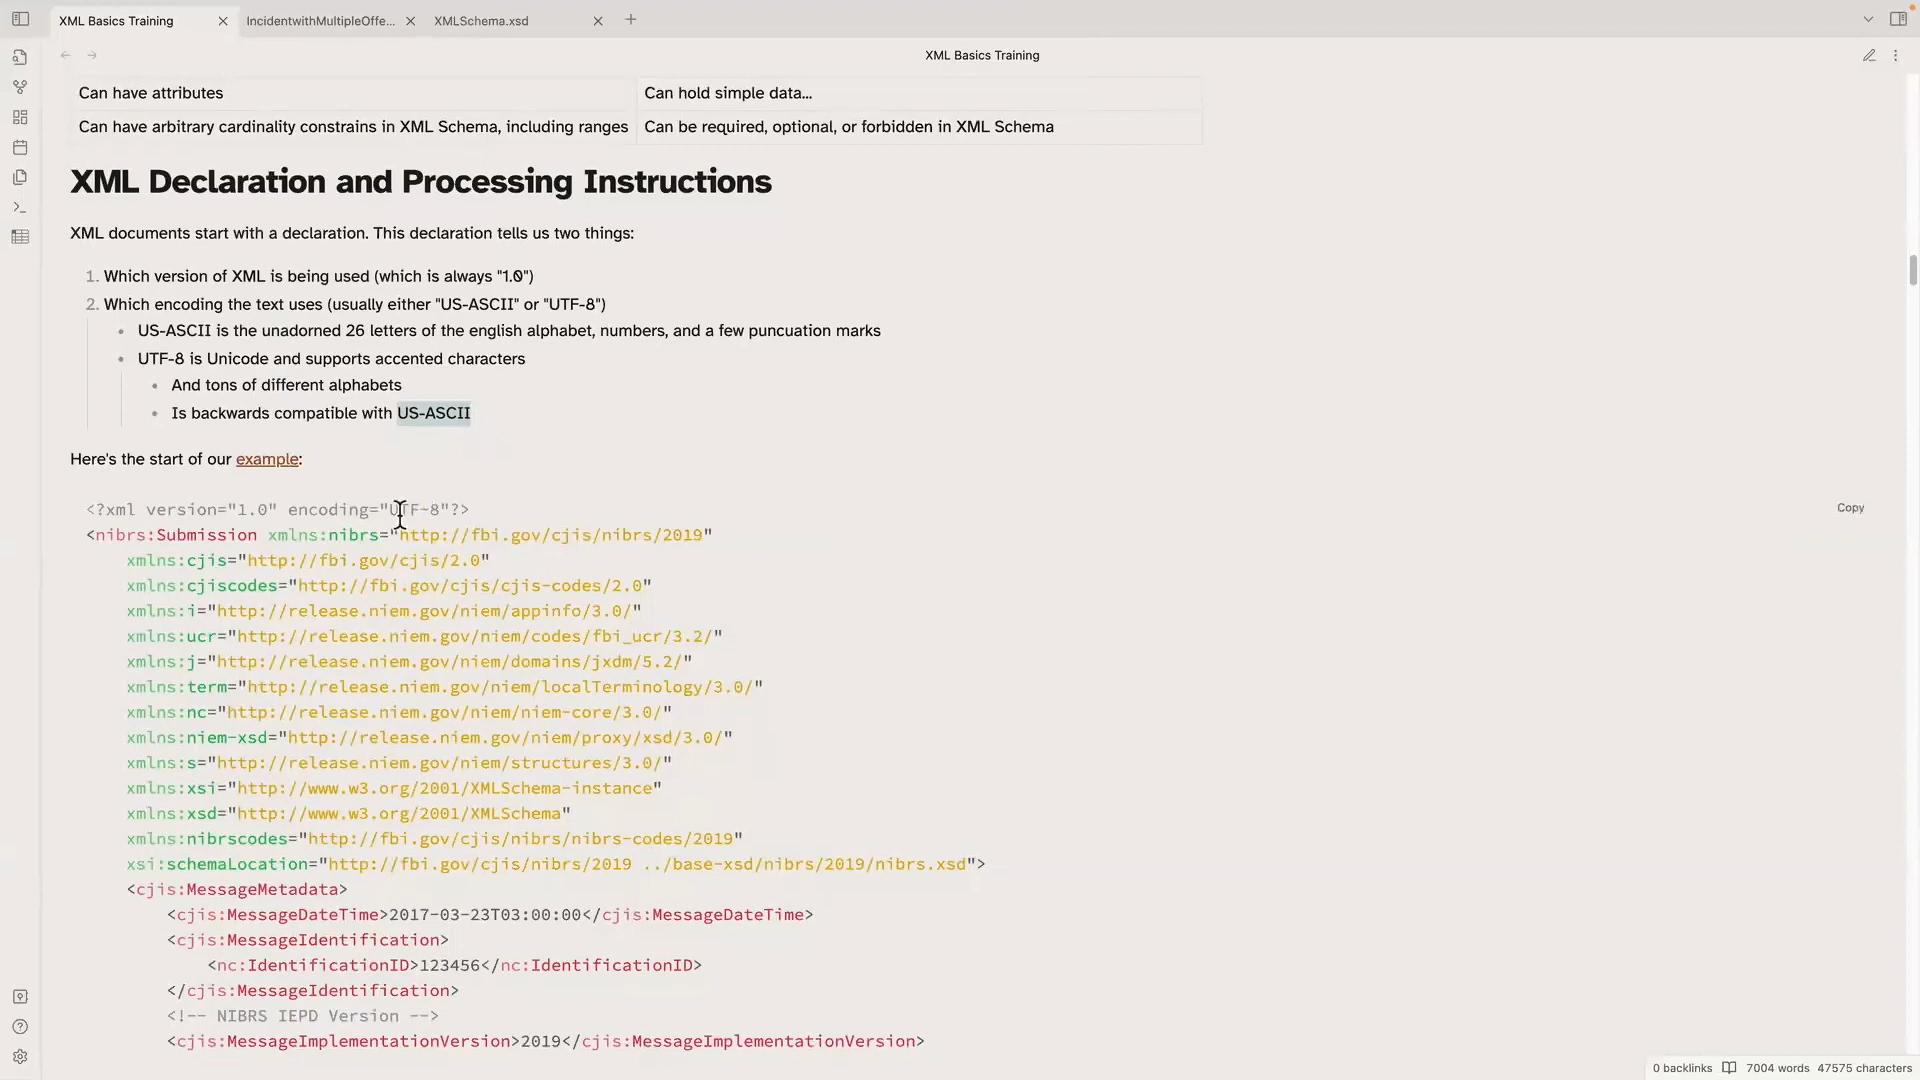 XML Basics Training
IncidentwithMultipleOffe...
XMLSchema.xsd
XML Basics Training
Can have attributes
Can hold simple data...
Can have arbitrary cardinality constrains in XML Schema, including ranges
Can be required, optional, or forbidden in XML Schema
XML Declaration and Processing Instructions
XML documents start with a declaration. This declaration tells us two things:
1. Which version of XML is being used (which is always "1.0")
2. Which encoding the text uses (usually either "US-ASCII" or "UTF-8")
• US-ASCII is the unadorned 26 letters of the english alphabet, numbers, and a few puncuation marks
• UTF-8 is Unicode and supports accented characters
• And tons of different alphabets
• Is backwards compatible with US-ASCII
Here's the start of our example:
<?xml version="1.0" encoding="UTF-8"?>
Copy
<nibrs:Submission xmlns:nibrs="http://fbi.gov/cjis/nibrs/2019"
xmlns:cjis="http://fbi.gov/cjis/2.0"
xmlns:cjiscodes="http://fbi.gov/cjis/cjis-codes/2.0"
xmlns:i="http://release.niem.gov/niem/appinfo/3.0/"
xmlns:ucr="http://release.niem.gov/niem/codes/fbi_ucr/3.2/"
xmlns:j="http://release.niem.gov/niem/domains/jxdm/5.2/"
xmlns:term="http://release.niem.gov/niem/localTerminology/3.0/"
xmlns:nc="http://release.niem.gov/niem/niem-core/3.0/"
xmlns:niem-xsd="http://release.niem.gov/niem/proxy/xsd/3.0/"
xmlns:s="http://release.niem.gov/niem/structures/3.0/"
xmlns:xsi="http://www.w3.org/2001/XMLSchema-instance"
xmlns:xsd="http://www.w3.org/2001/XMLSchema"
xmlns:nibrscodes="http://fbi.gov/cjis/nibrs/nibrs-codes/2019"
xsi:schemaLocation="http://fbi.gov/cjis/nibrs/2019 ../base-xsd/nibrs/2019/nibrs.xsd">
<cjis:MessageMetadata>
<cjis:MessageDateTime>2017-03-23T03:00:00</cjis:MessageDateTime>
<cjis:MessageIdentification>
<nc:IdentificationID>123456</nc:IdentificationID>
</cjis:MessageIdentification>
<!-- NIBRS IEPD Version -->
<cjis:MessageImplementationVersion>2019</cjis:MessageImplementationVersion>
0 backlinks
7004 words
47575 characters